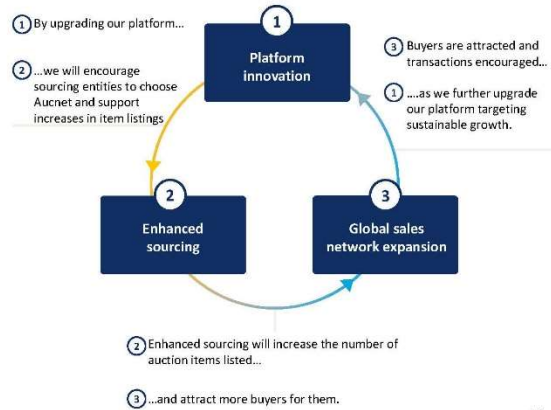 1 By upgrading our platform...
2 ...we will encourage
sourcing entities to choose
Aucnet and support
increases in item listings
1
Platform
innovation
3 Buyers are attracted and
transactions encouraged...
1 ....as we further upgrade
our platform targeting
sustainable growth.
2
Enhanced
sourcing
3
Global sales
network expansion
2 Enhanced sourcing will increase the number of
auction items listed...
3 ...and attract more buyers for them.